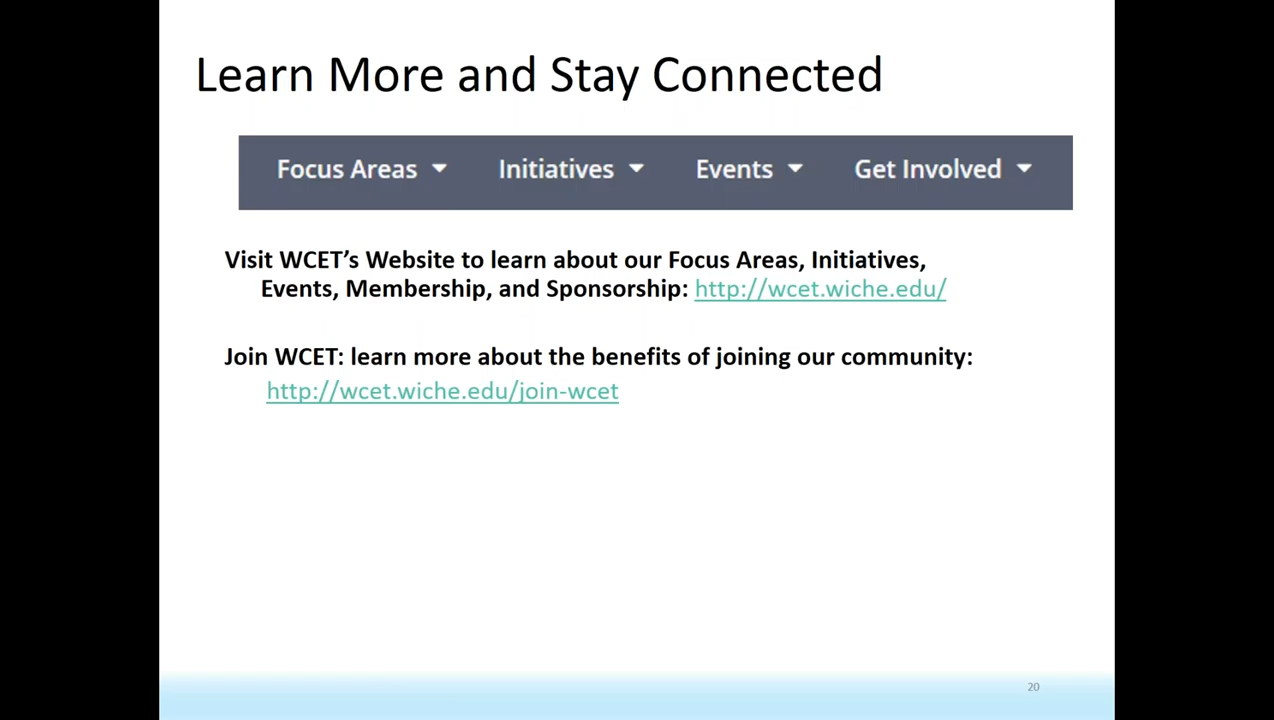 Learn More and Stay Connected
Focus Areas Initiatives Events Get Involved
Visit WCET’s Website to learn about our Focus Areas, Initiatives,
Events, Membership, and Sponsorship: http://wcet.wiche.edu/
Join WCET: learn more about the benefits of joining our community:
http://wcet.wiche.edu/join-wcet
20